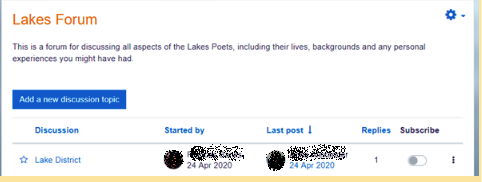 Lakes Forum
This is a forum for discussing all aspects of the Lakes Poets, including their lives, backgrounds and any personal
experiences you might have had.
Add a new discussion topic
Discussion Started by Last post ↓ Replies Subscribe
Lake District 1
24 Apr 2020 24 Apr 2020